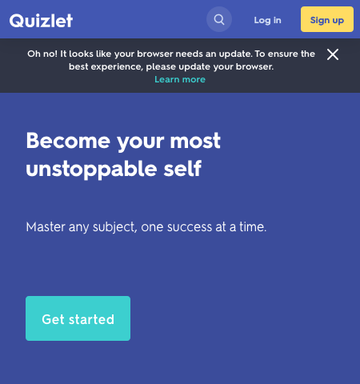 Quizlet
Log in
Sign up
Oh no! It looks like your browser needs an update. To ensure the
best experience, please update your browser.
Learn more
Become your most
unstoppable self
Master any subject, one success at a time.
Get started